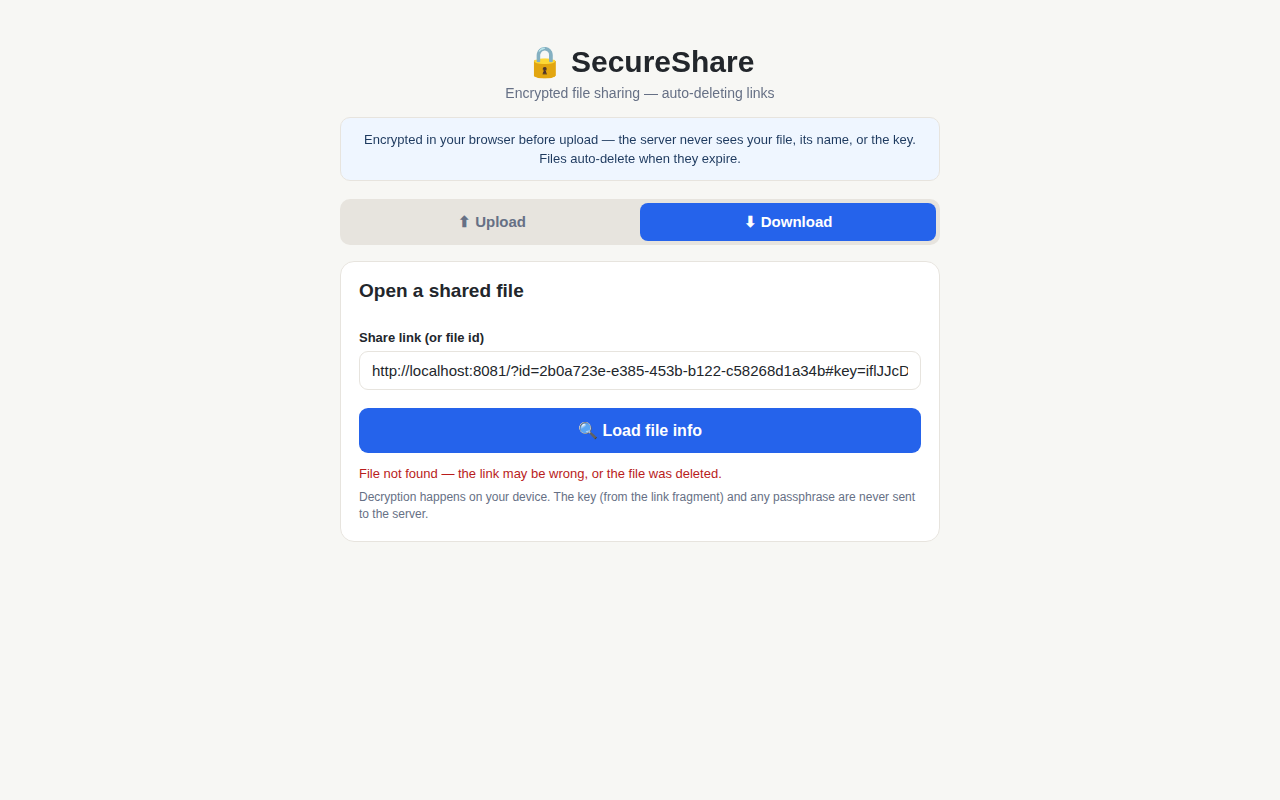 🔒 SecureShare
Encrypted file sharing — auto-deleting links
Encrypted in your browser before upload — the server never sees your file, its name, or the key.
Files auto-delete when they expire.
⬆ Upload
⬇ Download
Open a shared file
Share link (or file id)
http://localhost:8081/?id=2b0a723e-e385-453b-b122-c58268d1a34b#key=iflJJcD
🔍 Load file info
File not found — the link may be wrong, or the file was deleted.
Decryption happens on your device. The key (from the link fragment) and any passphrase are never sent
to the server.